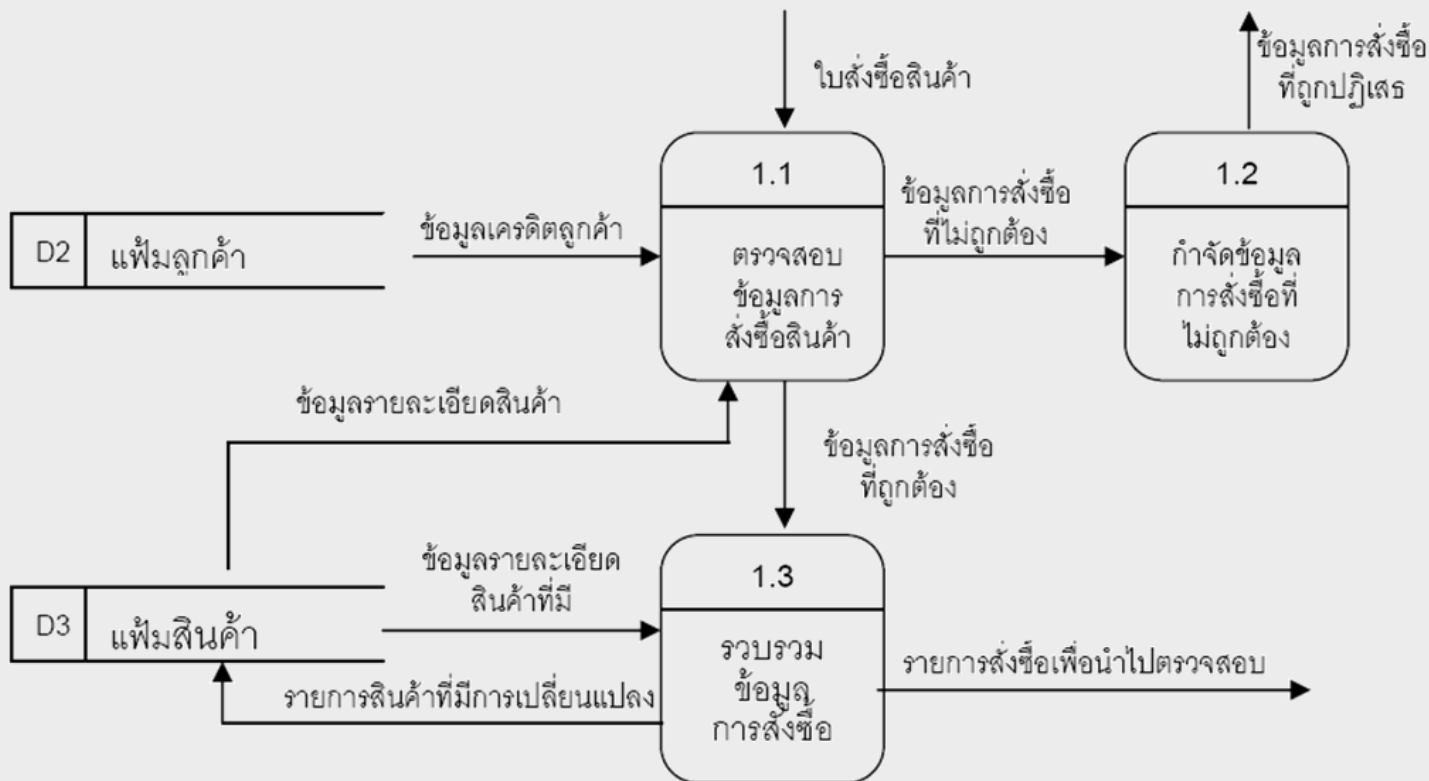 ใบสั่งซื้อสินค้า
ข้อมูลการสั่งซื้อ
ที่ถูกปฏิเสธ
1.1
ตรวจสอบ
ข้อมูลการ
สั่งซื้อสินค้า
ข้อมูลการสั่งซื้อ
ที่ไม่ถูกต้อง
1.2
กำจัดข้อมูล
การสั่งซื้อที่
ไม่ถูกต้อง
D2
แฟ้มลูกค้า
ข้อมูลเครดิตลูกค้า
ข้อมูลรายละเอียดสินค้า
ข้อมูลการสั่งซื้อ
ที่ถูกต้อง
D3
แฟ้มสินค้า
ข้อมูลรายละเอียด
สินค้าที่มี
1.3
รวบรวม
ข้อมูล
การสั่งซื้อ
รายการสั่งซื้อเพื่อนำไปตรวจสอบ
รายการสินค้าที่มีการเปลี่ยนแปลง